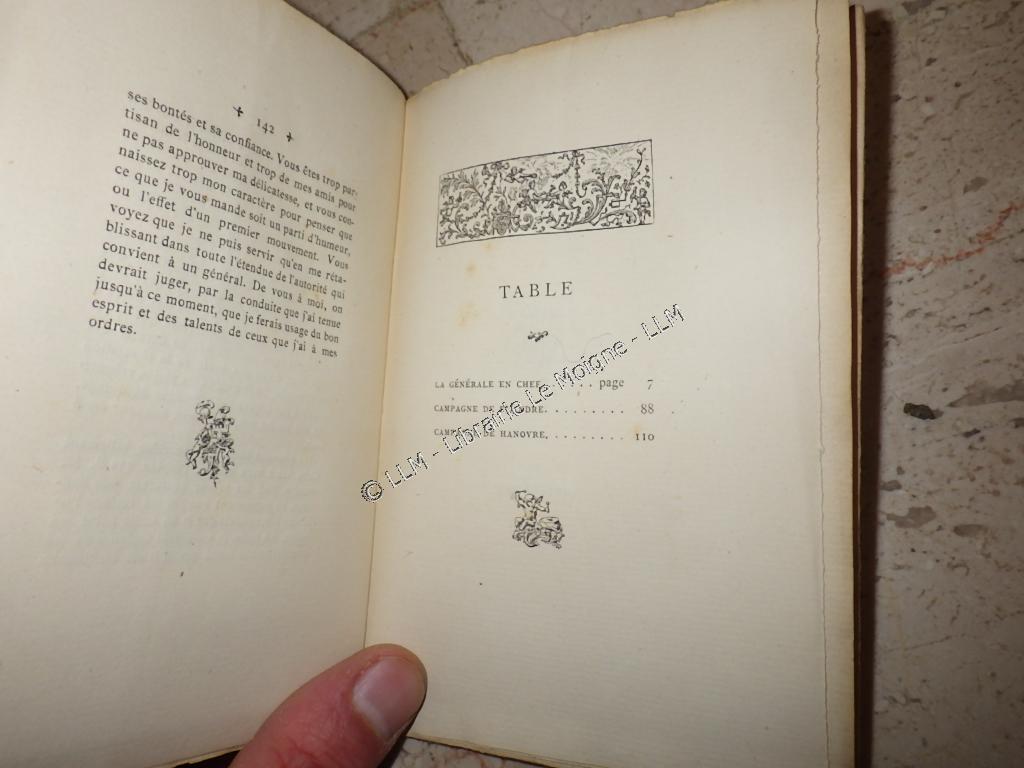 142
ses bontés et sa confiance. Vous êtes trop par-
tisan de l'honneur et trop de mes amis pour
ne pas approuver ma délicatesse, et vous con-
naissez trop mon caractère pour penser que
ce que je vous mande soit un parti d'humeur,
ou l'effet d'un premier mouvement. Vous
voyez que je ne puis servir qu'en me réta-
blissant dans toute l'étendue de l'autorité qui
convient à un général. De vous à moi, on
devrait juger, par la conduite que j'ai tenue
jusqu'à ce moment, que je ferais usage du bon
esprit et des talents de ceux que j'ai à mes
ordres.
TABLE
LA GÉNÉRALE EN CHEF. . . . . page 7
CAMPAGNE DE . . . . . . . . 88
DE HANOVRE. . . . . . . . . 110
© LLM - Librairie Le Moigne - LLM